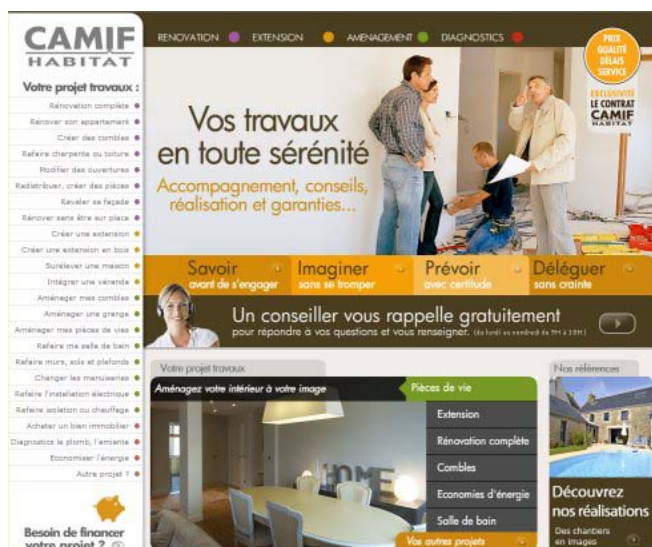 CAMIF
HABITAT
RENOVATION
EXTENSION
AMENAGEMENT
DIAGNOSTICS
PRIX
QUALITÉ
DÉLAIS
SERVICE
EXCLUSIVITÉ
LE CONTRAT
CAMIF
HABITAT
Votre projet travaux :
Rénovation complète
Rénover son appartement
Créer des combles
Refaire charpente ou toiture
Modifier des ouvertures
Redistribuer, créer des pièces
Ravaler sa façade
Rénover sans être sur place
Créer une extension
Créer une extension en bois
Surélever une maison
Intégrer une véranda
Aménager mes combles
Aménager une grange
Aménager mes pièces de vies
Refaire ma salle de bain
Refaire murs, sols et plafonds
Changer les menuiseries
Refaire l'installation électrique
Refaire isolation ou chauffage
Acheter un bien immobilier
Diagnostics le plomb, l'amiante
Economiser l'énergie
Autre projet ?
Besoin de financer
votre projet ?
Vos travaux
en toute sérénité
Accompagnement, conseils,
réalisation et garanties...
Savoir
avant de s'engager
Imaginer
sans se tromper
Prévoir
avec certitude
Déléguer
sans crainte
Un conseiller vous rappelle gratuitement
pour répondre à vos questions et vous renseigner. (du lundi au vendredi de 9H à 18H)
Votre projet travaux
Aménagez votre intérieur à votre image
Pièces de vie
Extension
Rénovation complète
Combles
Economies d'énergie
Salle de bain
Vos autres projets
HOME
Nos références
Découvrez
nos réalisations
Des chantiers
en images